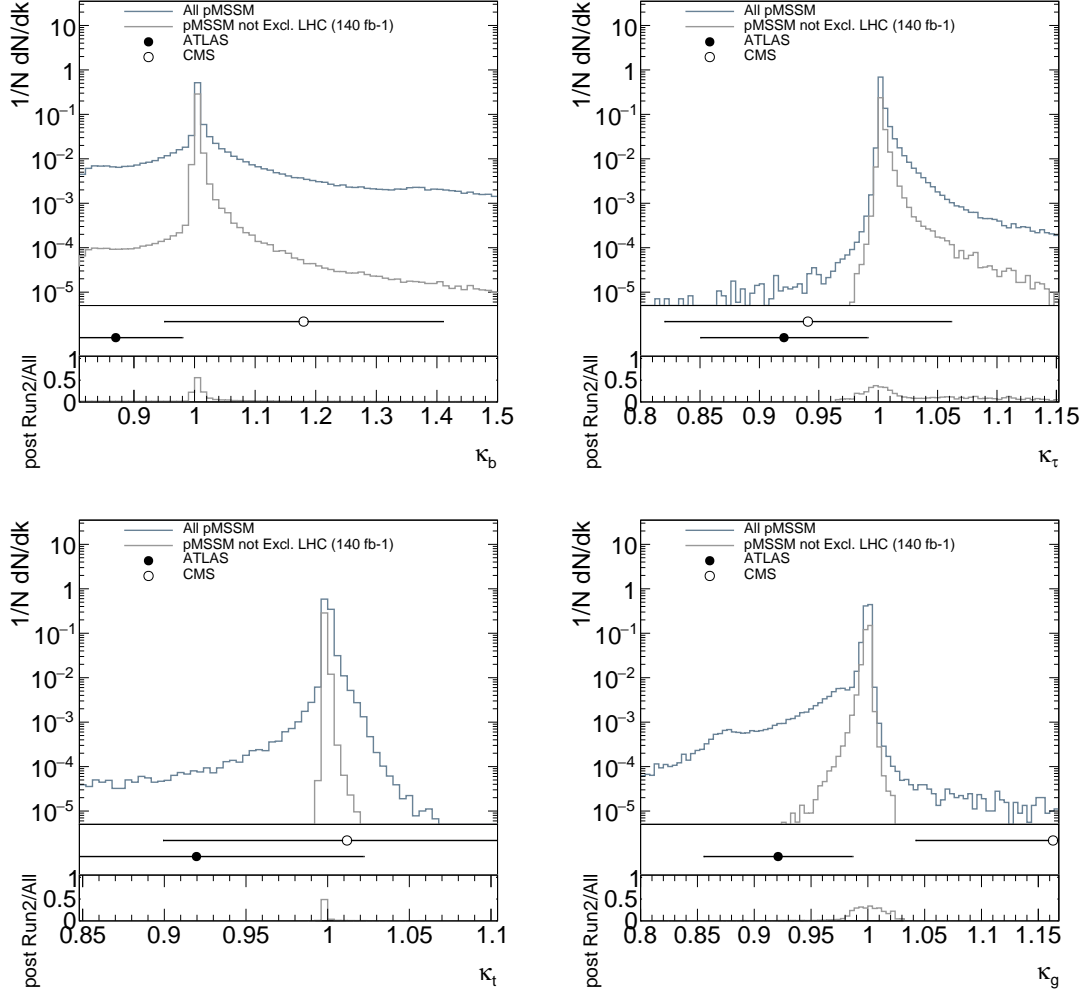 1/N dN/dk
All pMSSM
pMSSM not Excl. LHC (140 fb-1)
ATLAS
CMS
10
1
10⁻¹
10⁻²
10⁻³
10⁻⁴
10⁻⁵
post Run2/All
1
0.5
0
0.9 1 1.1 1.2 1.3 1.4 1.5
κ_b
1/N dN/dk
All pMSSM
pMSSM not Excl. LHC (140 fb-1)
ATLAS
CMS
10
1
10⁻¹
10⁻²
10⁻³
10⁻⁴
10⁻⁵
post Run2/All
1
0.5
0
0.8 0.85 0.9 0.95 1 1.05 1.1 1.15
κ_τ
1/N dN/dk
All pMSSM
pMSSM not Excl. LHC (140 fb-1)
ATLAS
CMS
10
1
10⁻¹
10⁻²
10⁻³
10⁻⁴
10⁻⁵
post Run2/All
1
0.5
0
0.85 0.9 0.95 1 1.05 1.1
κ_t
1/N dN/dk
All pMSSM
pMSSM not Excl. LHC (140 fb-1)
ATLAS
CMS
10
1
10⁻¹
10⁻²
10⁻³
10⁻⁴
10⁻⁵
post Run2/All
1
0.5
0
0.8 0.85 0.9 0.95 1 1.05 1.1 1.15
κ_g